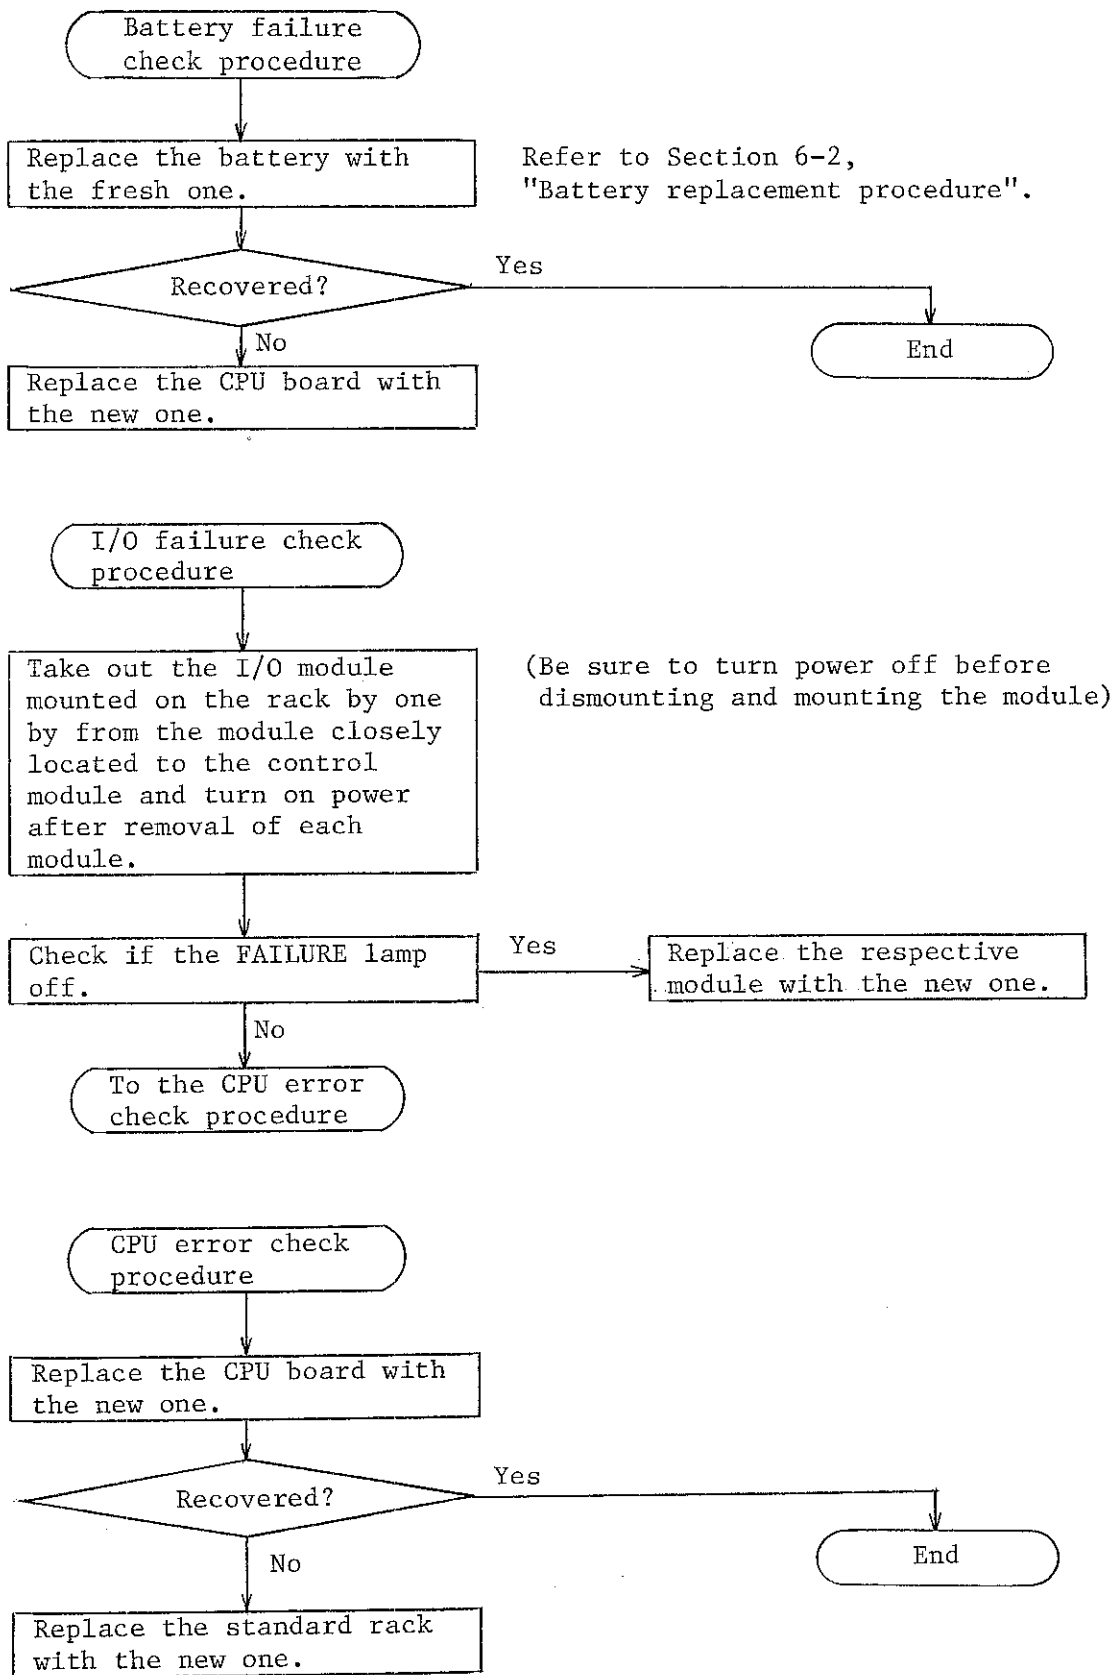 Battery failure
check procedure
Replace the battery with
the fresh one.
Refer to Section 6-2,
"Battery replacement procedure".
Recovered?
Yes
End
No
Replace the CPU board with
the new one.
I/O failure check
procedure
Take out the I/O module
mounted on the rack by one
by from the module closely
located to the control
module and turn on power
after removal of each
module.
(Be sure to turn power off before
dismounting and mounting the module)
Check if the FAILURE lamp
off.
Yes
Replace the respective
module with the new one.
No
To the CPU error
check procedure
CPU error check
procedure
Replace the CPU board with
the new one.
Recovered?
Yes
End
No
Replace the standard rack
with the new one.